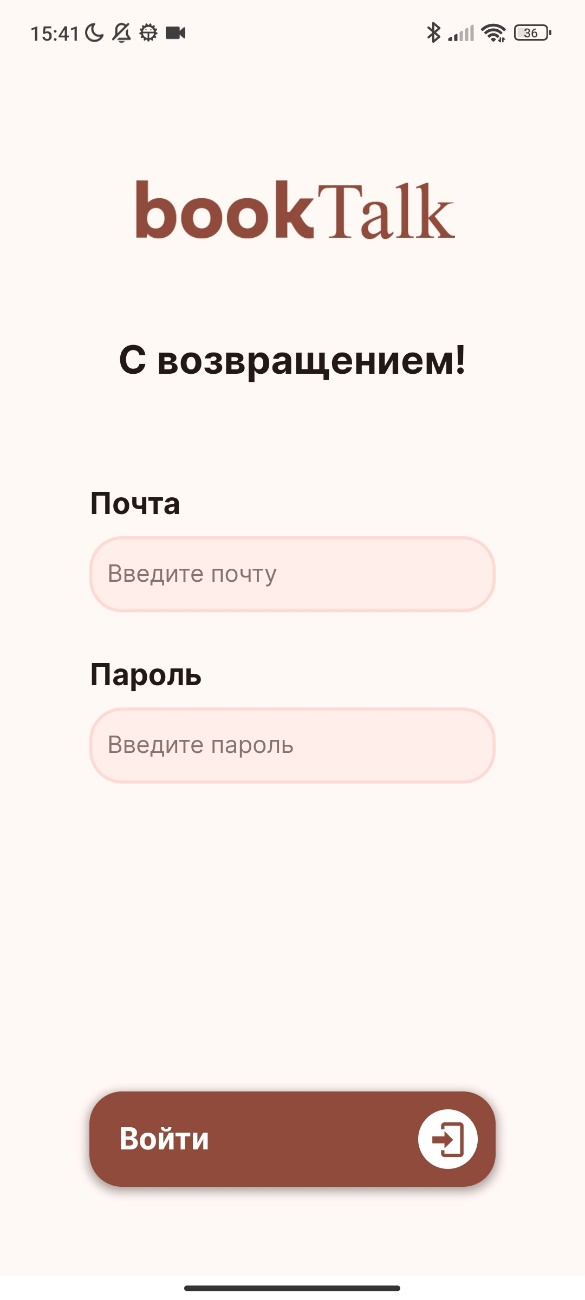 15:41
36
bookTalk
С возвращением!
Почта
Введите почту
Пароль
Введите пароль
Войти